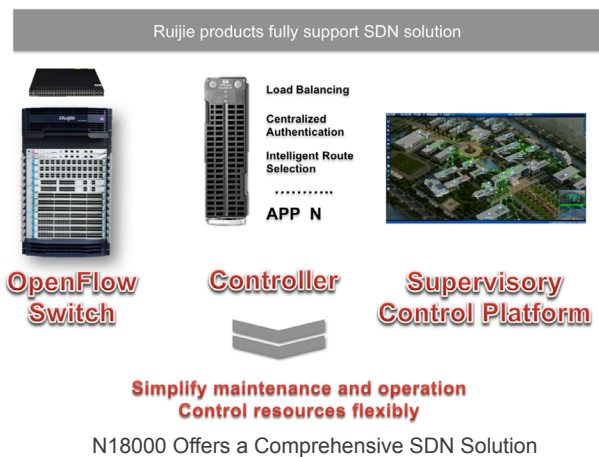 Ruijie products fully support SDN solution
Ruijie
Load Balancing
Centralized
Authentication
Intelligent Route
Selection
...........
APP N
OpenFlow
Switch
Controller
Supervisory
Control Platform
Simplify maintenance and operation
Control resources flexibly
N18000 Offers a Comprehensive SDN Solution